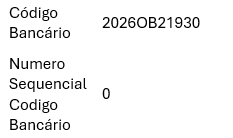 Código
Bancário
2026OB21930
Numero
Sequencial
Codigo
Bancário
0